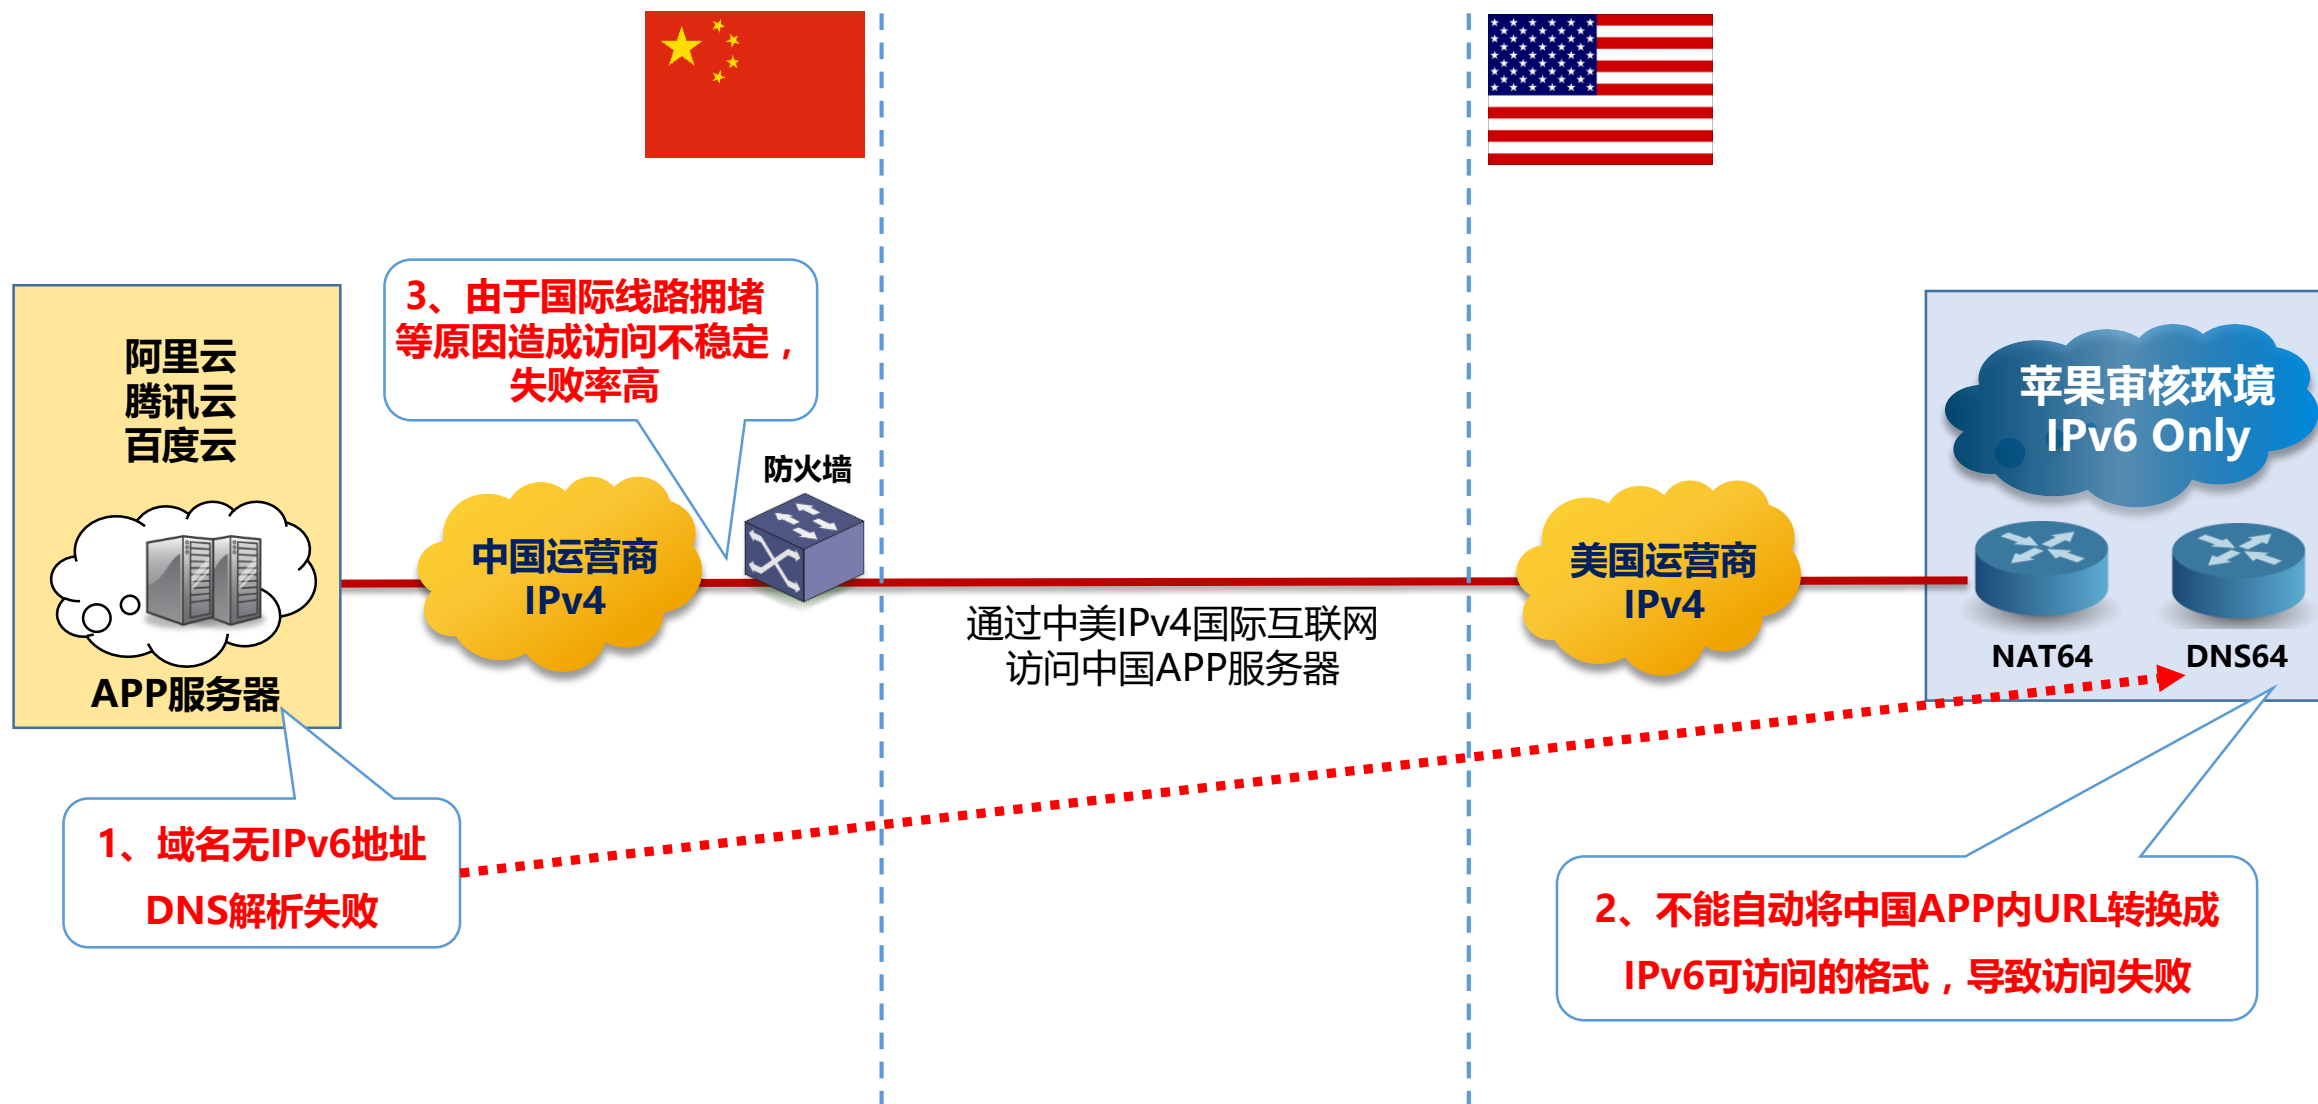 3、由于国际线路拥堵
等原因造成访问不稳定，
失败率高
阿里云
腾讯云
百度云
APP服务器
中国运营商
IPv4
防火墙
通过中美IPv4国际互联网
访问中国APP服务器
美国运营商
IPv4
苹果审核环境
IPv6 Only
NAT64
DNS64
1、域名无IPv6地址
DNS解析失败
2、不能自动将中国APP内URL转换成
IPv6可访问的格式，导致访问失败